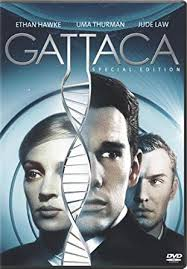 ETHAN HAWKE UMA THURMAN JUDE LAW
GATTACA
SPECIAL EDITION
DVD